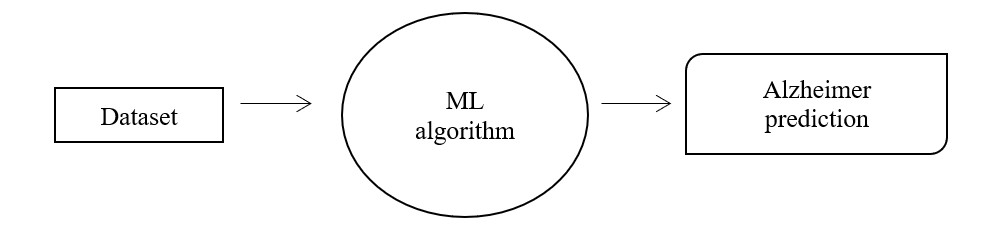 Dataset
ML
algorithm
Alzheimer
prediction